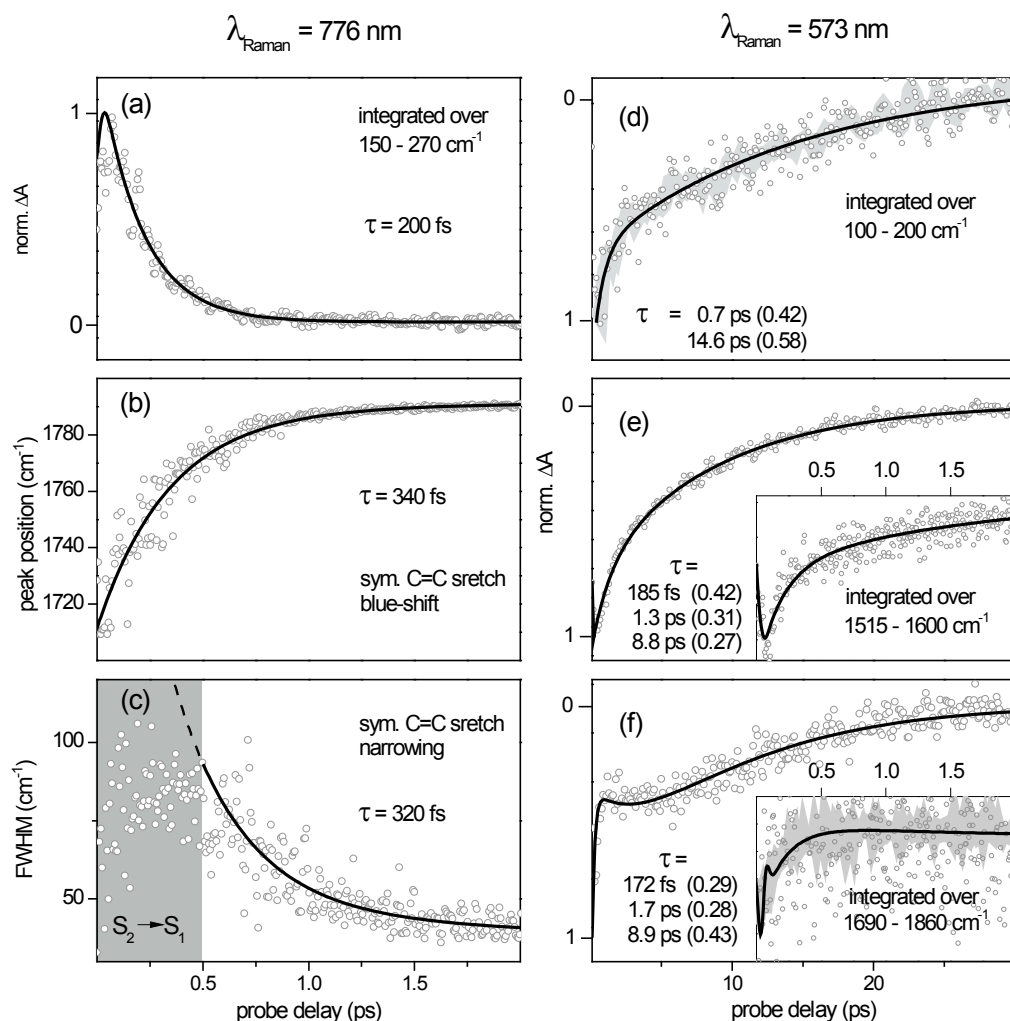 λRaman = 776 nm
λRaman = 573 nm
(a)
integrated over
150 - 270 cm-1
τ = 200 fs
norm. ΔA
1
0
(b)
τ = 340 fs
sym. C=C sretch
blue-shift
peak position (cm-1)
1780
1760
1740
1720
(c)
sym. C=C sretch
narrowing
τ = 320 fs
S2 → S1
FWHM (cm-1)
100
50
0.5 1.0 1.5
probe delay (ps)
(d)
integrated over
100 - 200 cm-1
τ = 0.7 ps (0.42)
14.6 ps (0.58)
0
1
norm. ΔA
(e)
0
1
0.5 1.0 1.5
τ =
185 fs (0.42)
1.3 ps (0.31)
8.8 ps (0.27)
integrated over
1515 - 1600 cm-1
(f)
0
1
0.5 1.0 1.5
τ =
172 fs (0.29)
1.7 ps (0.28)
8.9 ps (0.43)
integrated over
1690 - 1860 cm-1
10 20
probe delay (ps)